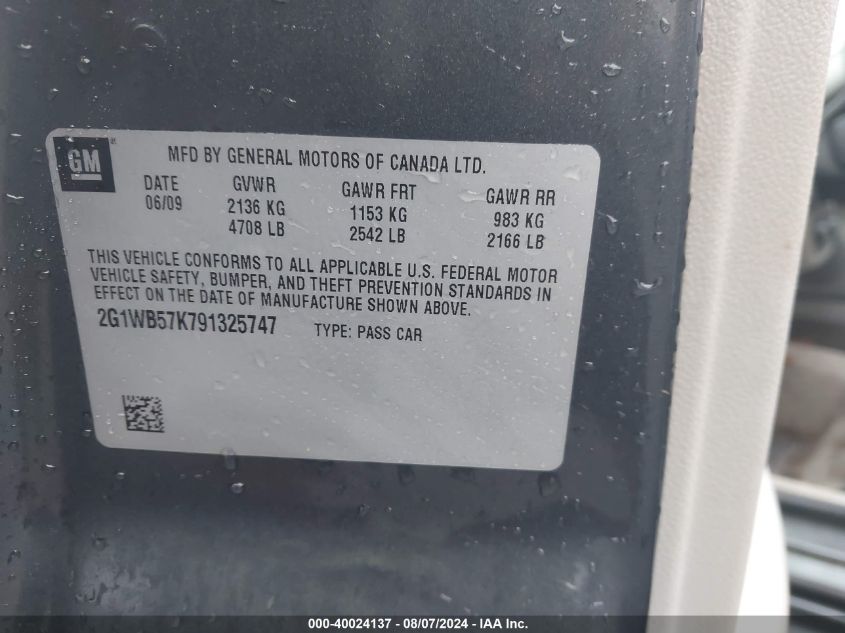 GM
MFD BY GENERAL MOTORS OF CANADA LTD.
DATE GVWR GAWR FRT GAWR RR
06/09 2136 KG 1153 KG 983 KG
4708 LB 2542 LB 2166 LB
THIS VEHICLE CONFORMS TO ALL APPLICABLE U.S. FEDERAL MOTOR
VEHICLE SAFETY, BUMPER, AND THEFT PREVENTION STANDARDS IN
EFFECT ON THE DATE OF MANUFACTURE SHOWN ABOVE.
2G1WB57K791325747 TYPE: PASS CAR
000-40024137 - 08/07/2024 - IAA Inc.